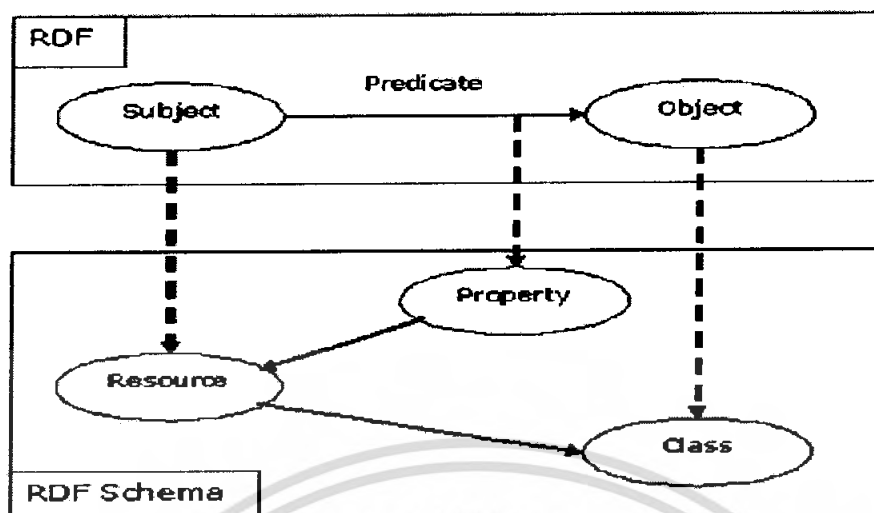 RDF
Predicate
Subject
Object
Property
Resource
Class
RDF Schema